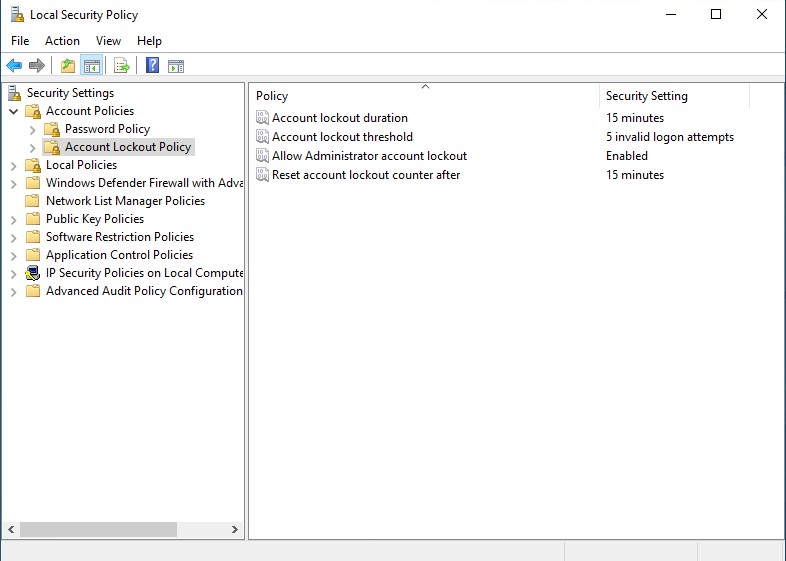 Local Security Policy
File Action View Help
Security Settings
Account Policies
Password Policy
Account Lockout Policy
Local Policies
Windows Defender Firewall with Adva
Network List Manager Policies
Public Key Policies
Software Restriction Policies
Application Control Policies
IP Security Policies on Local Compute
Advanced Audit Policy Configuration
Policy Security Setting
Account lockout duration 15 minutes
Account lockout threshold 5 invalid logon attempts
Allow Administrator account lockout Enabled
Reset account lockout counter after 15 minutes